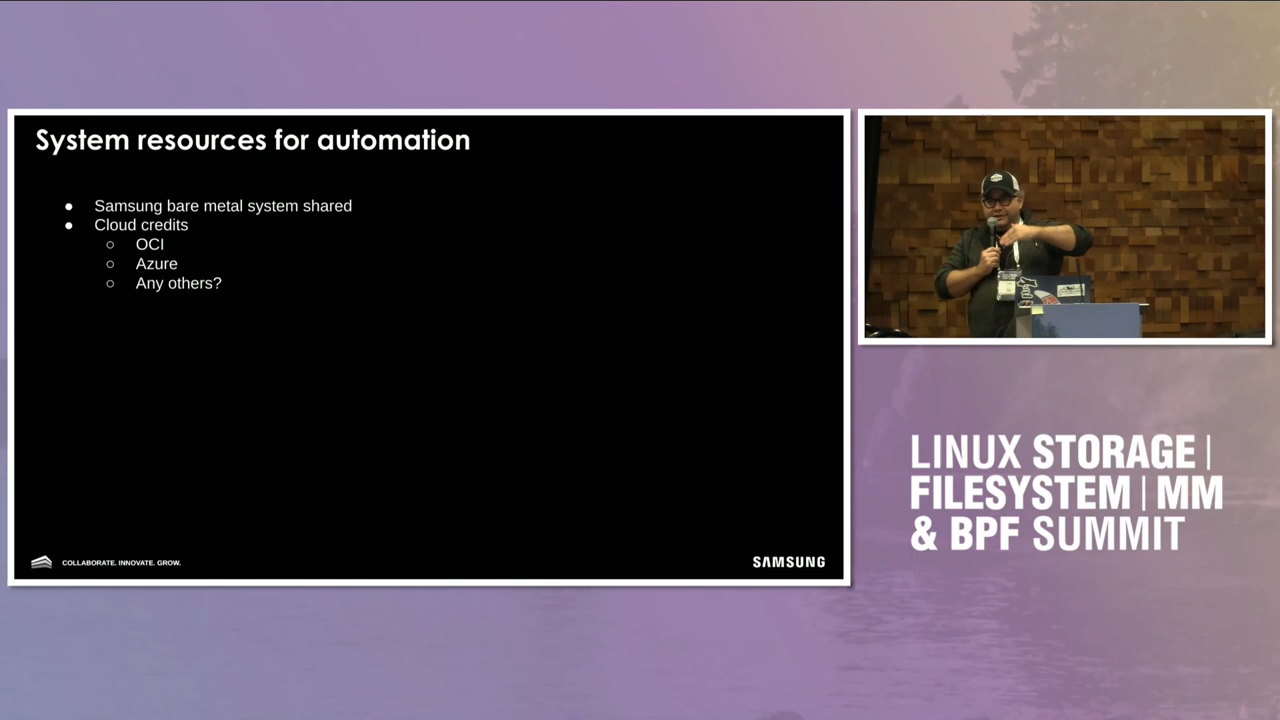 System resources for automation
● Samsung bare metal system shared
● Cloud credits
○ OCI
○ Azure
○ Any others?
COLLABORATE. INNOVATE. GROW.
SAMSUNG
LINUX STORAGE |
FILESYSTEM | MM
& BPF SUMMIT